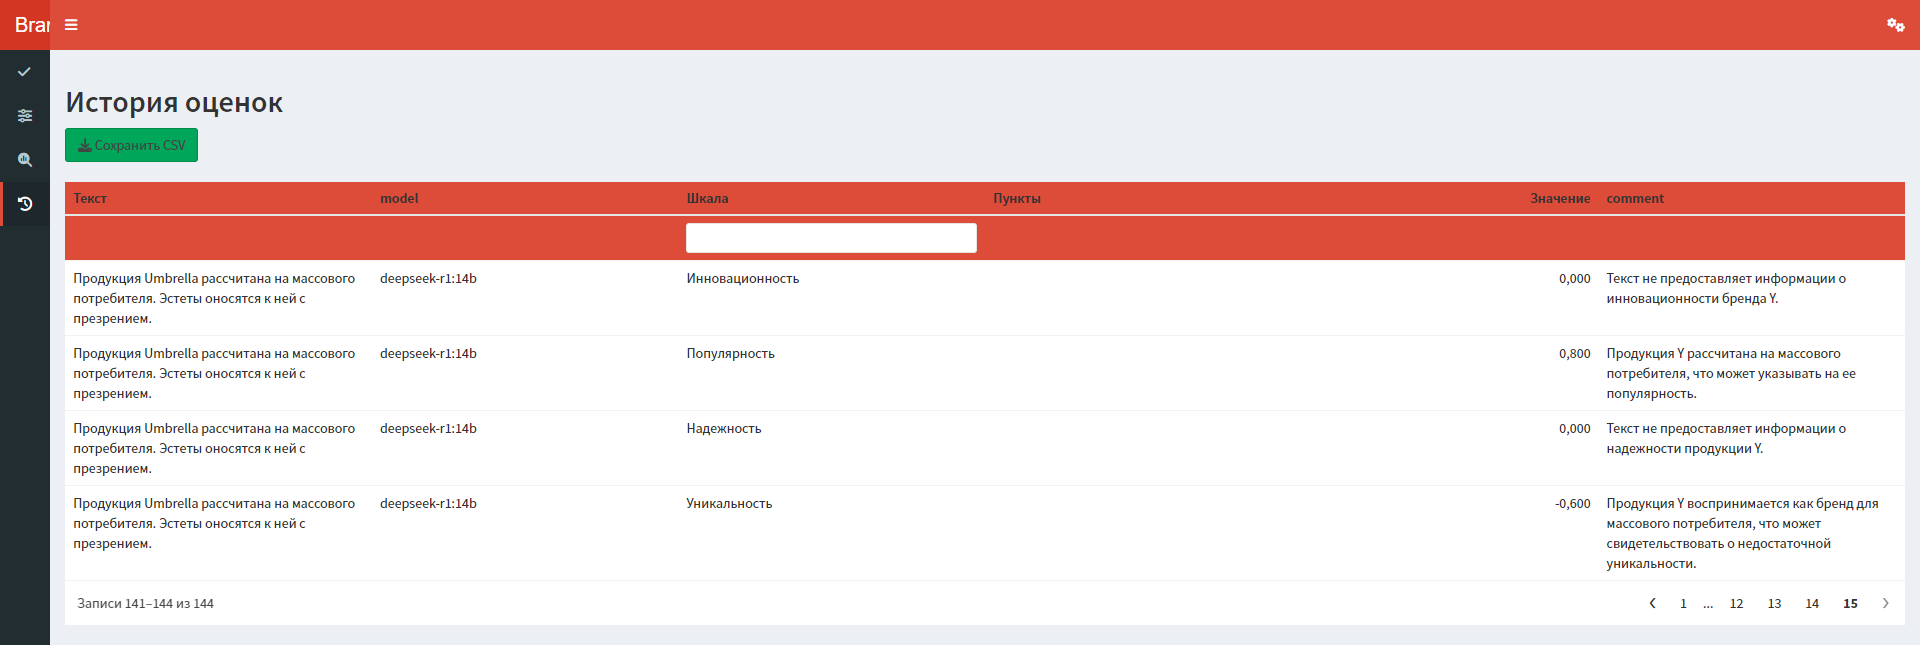 Bran
История оценок
Сохранить CSV
Текст model Шкала Пункты Значение comment
Продукция Umbrella рассчитана на массового deepseek-r1:14b Инновационность 0,000 Текст не предоставляет информации о
потребителя. Эстеты оносятся к ней с инновационности бренда Y.
презрением.
Продукция Umbrella рассчитана на массового deepseek-r1:14b Популярность 0,800 Продукция Y рассчитана на массового
потребителя. Эстеты оносятся к ней с потребителя, что может указывать на ее
презрением. популярность.
Продукция Umbrella рассчитана на массового deepseek-r1:14b Надежность 0,000 Текст не предоставляет информации о
потребителя. Эстеты оносятся к ней с надежности продукции Y.
презрением.
Продукция Umbrella рассчитана на массового deepseek-r1:14b Уникальность -0,600 Продукция Y воспринимается как бренд для
потребителя. Эстеты оносятся к ней с массового потребителя, что может
презрением. свидетельствовать о недостаточной
уникальности.
Записи 141–144 из 144 1 ... 12 13 14 15